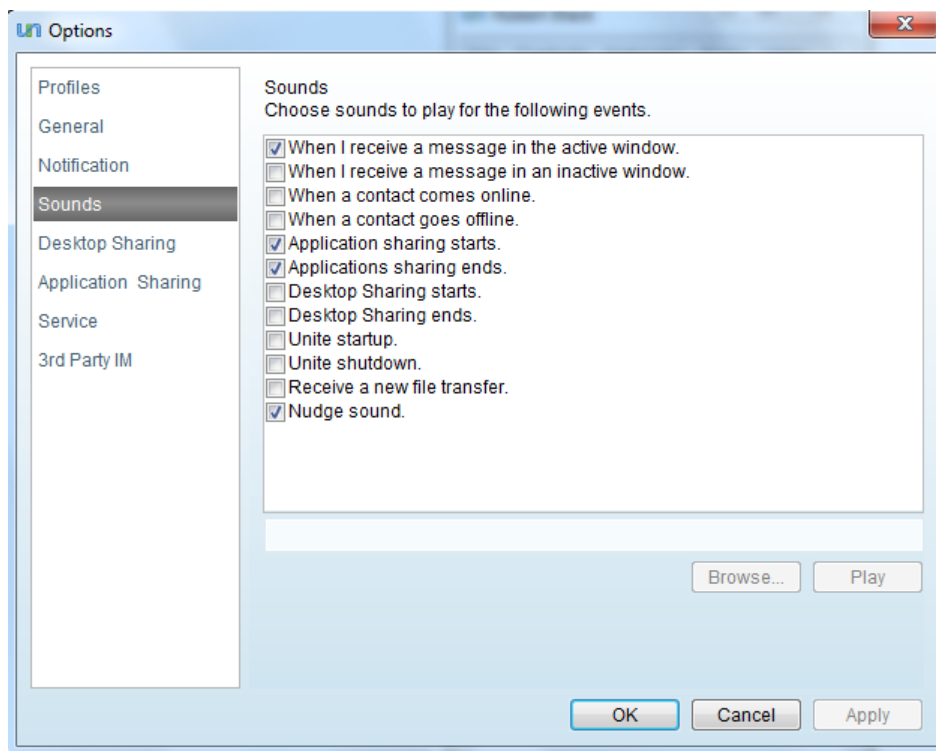 un Options
Profiles
General
Notification
Sounds
Desktop Sharing
Application Sharing
Service
3rd Party IM
Sounds
Choose sounds to play for the following events.
When I receive a message in the active window.
When I receive a message in an inactive window.
When a contact comes online.
When a contact goes offline.
Application sharing starts.
Applications sharing ends.
Desktop Sharing starts.
Desktop Sharing ends.
Unite startup.
Unite shutdown.
Receive a new file transfer.
Nudge sound.
Browse... Play
OK Cancel Apply